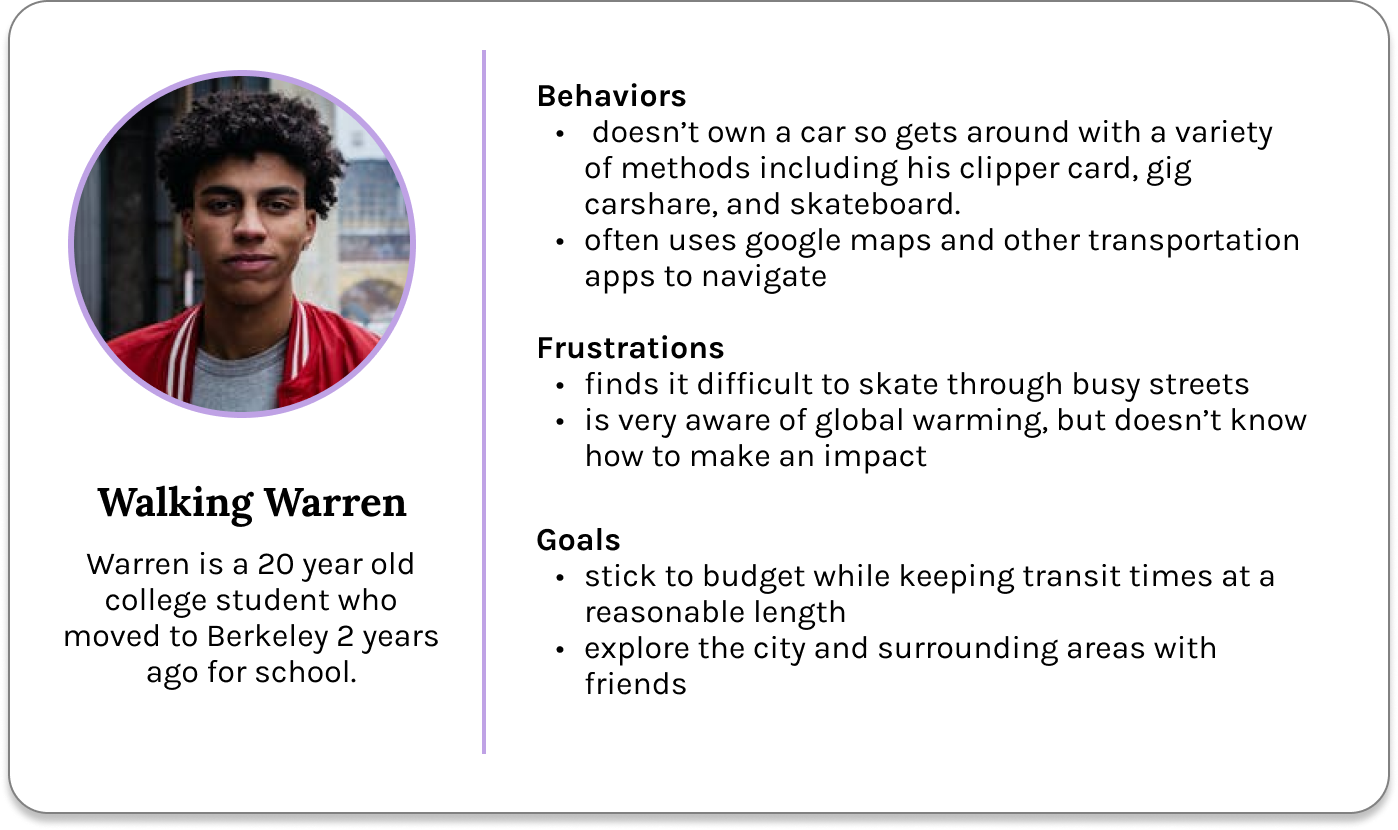 Walking Warren
Warren is a 20 year old
college student who
moved to Berkeley 2 years
ago for school.
Behaviors
• doesn’t own a car so gets around with a variety
of methods including his clipper card, gig
carshare, and skateboard.
• often uses google maps and other transportation
apps to navigate
Frustrations
• finds it difficult to skate through busy streets
• is very aware of global warming, but doesn’t know
how to make an impact
Goals
• stick to budget while keeping transit times at a
reasonable length
• explore the city and surrounding areas with
friends